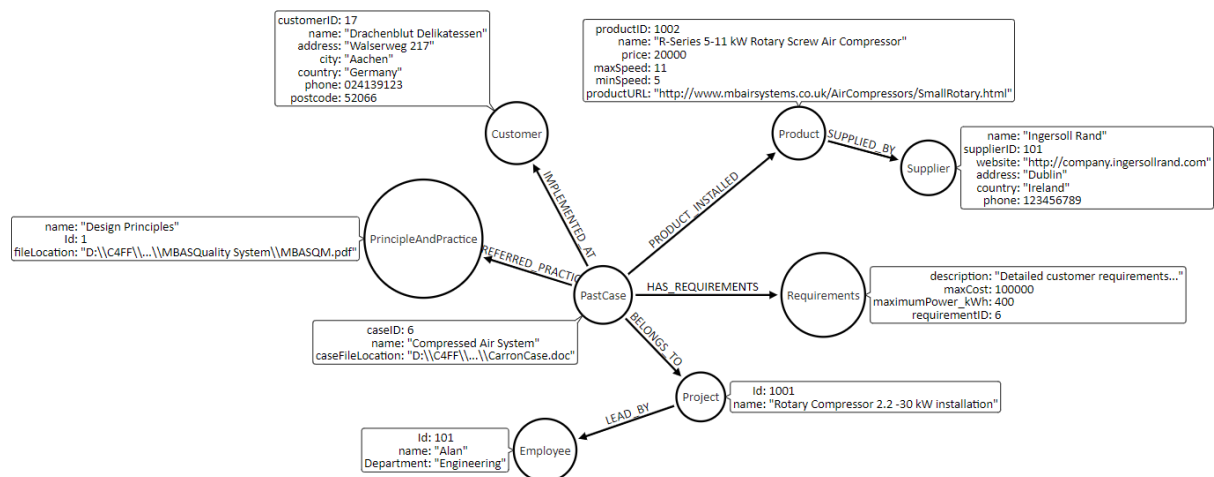 customerID: 17
name: "Drachenblut Delikatessen"
address: "Walserweg 217"
city: "Aachen"
country: "Germany"
phone: 024139123
postcode: 52066
productID: 1002
name: "R-Series 5-11 kW Rotary Screw Air Compressor"
price: 20000
maxSpeed: 11
minSpeed: 5
productURL: "http://www.mbairsystems.co.uk/AirCompressors/SmallRotary.html"
Customer
Product
SUPPLIED_BY
Supplier
name: "Ingersoll Rand"
supplierID: 101
website: "http://company.ingersollrand.com"
address: "Dublin"
country: "Ireland"
phone: 123456789
IMPLEMENTED_AT
PRODUCT_INSTALLED
name: "Design Principles"
Id: 1
fileLocation: "D:\\C4FF\\...\\MBASQuality System\\MBASQM.pdf"
PrincipleAndPractice
REFERRED_PRACTIC
PastCase
HAS_REQUIREMENTS
Requirements
description: "Detailed customer requirements..."
maxCost: 100000
maximumPower_kWh: 400
requirementID: 6
caseID: 6
name: "Compressed Air System"
caseFileLocation: "D:\\C4FF\\...\\CarronCase.doc"
BELONGS_TO
Project
Id: 1001
name: "Rotary Compressor 2.2 -30 kW installation"
LEAD_BY
Employee
Id: 101
name: "Alan"
Department: "Engineering"